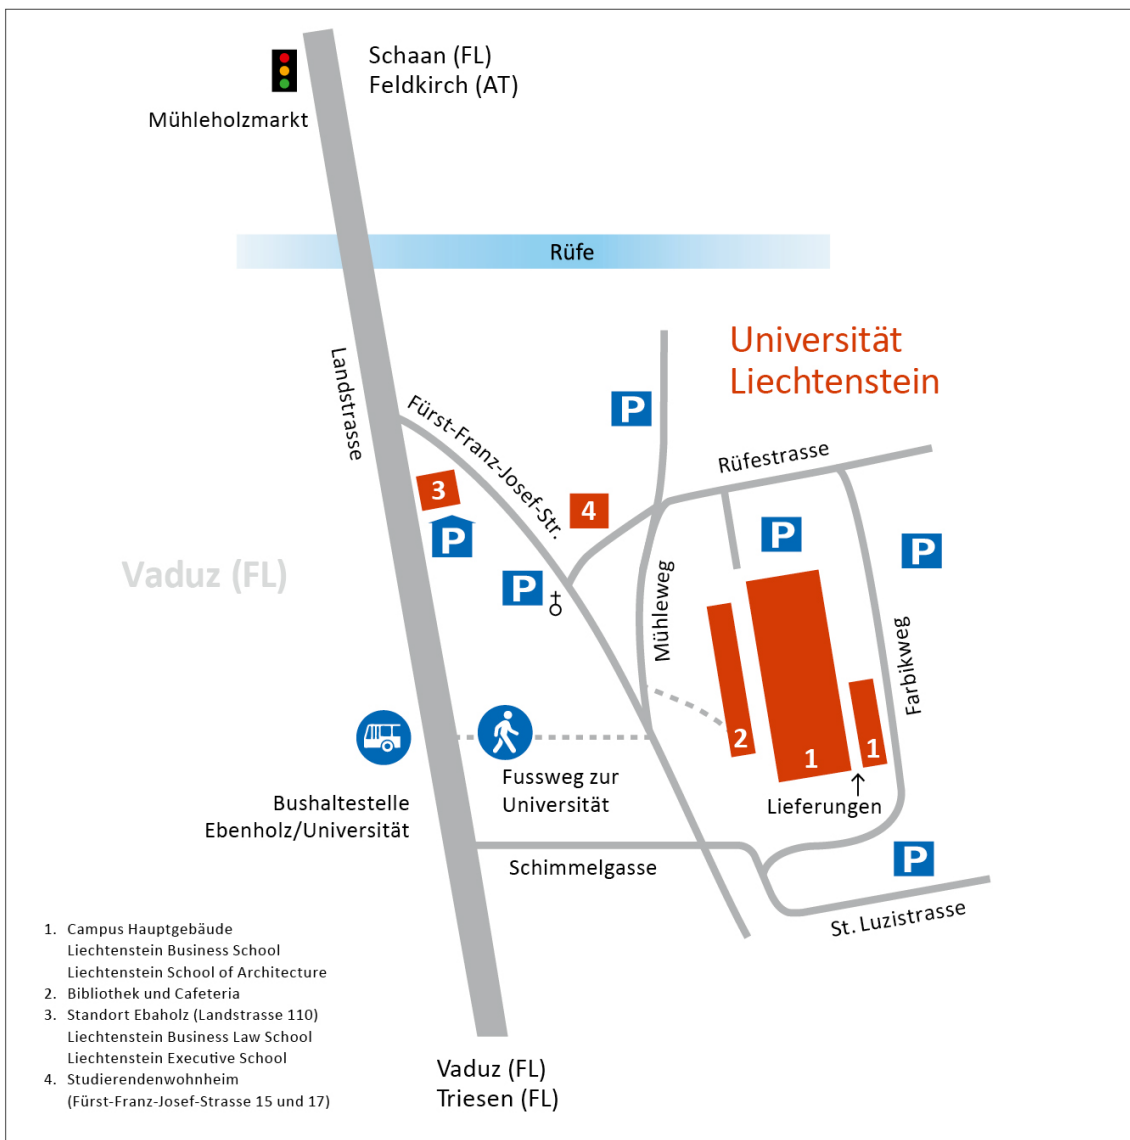 Schaan (FL)
Feldkirch (AT)
Mühleholzmarkt
Rüfe
Universität
Liechtenstein
Landstrasse
Fürst-Franz-Josef-Str.
P
Rüfestrasse
3
4
P
P
P
Vaduz (FL)
P
Mühleweg
Farbikweg
2
1
1
Fussweg zur
Universität
Bushaltestelle
Ebenholz/Universität
Lieferungen
Schimmelgasse
P
St. Luzistrasse
1. Campus Hauptgebäude
Liechtenstein Business School
Liechtenstein School of Architecture
2. Bibliothek und Cafeteria
3. Standort Ebaholz (Landstrasse 110)
Liechtenstein Business Law School
Liechtenstein Executive School
4. Studierendenwohnheim
(Fürst-Franz-Josef-Strasse 15 und 17)
Vaduz (FL)
Triesen (FL)